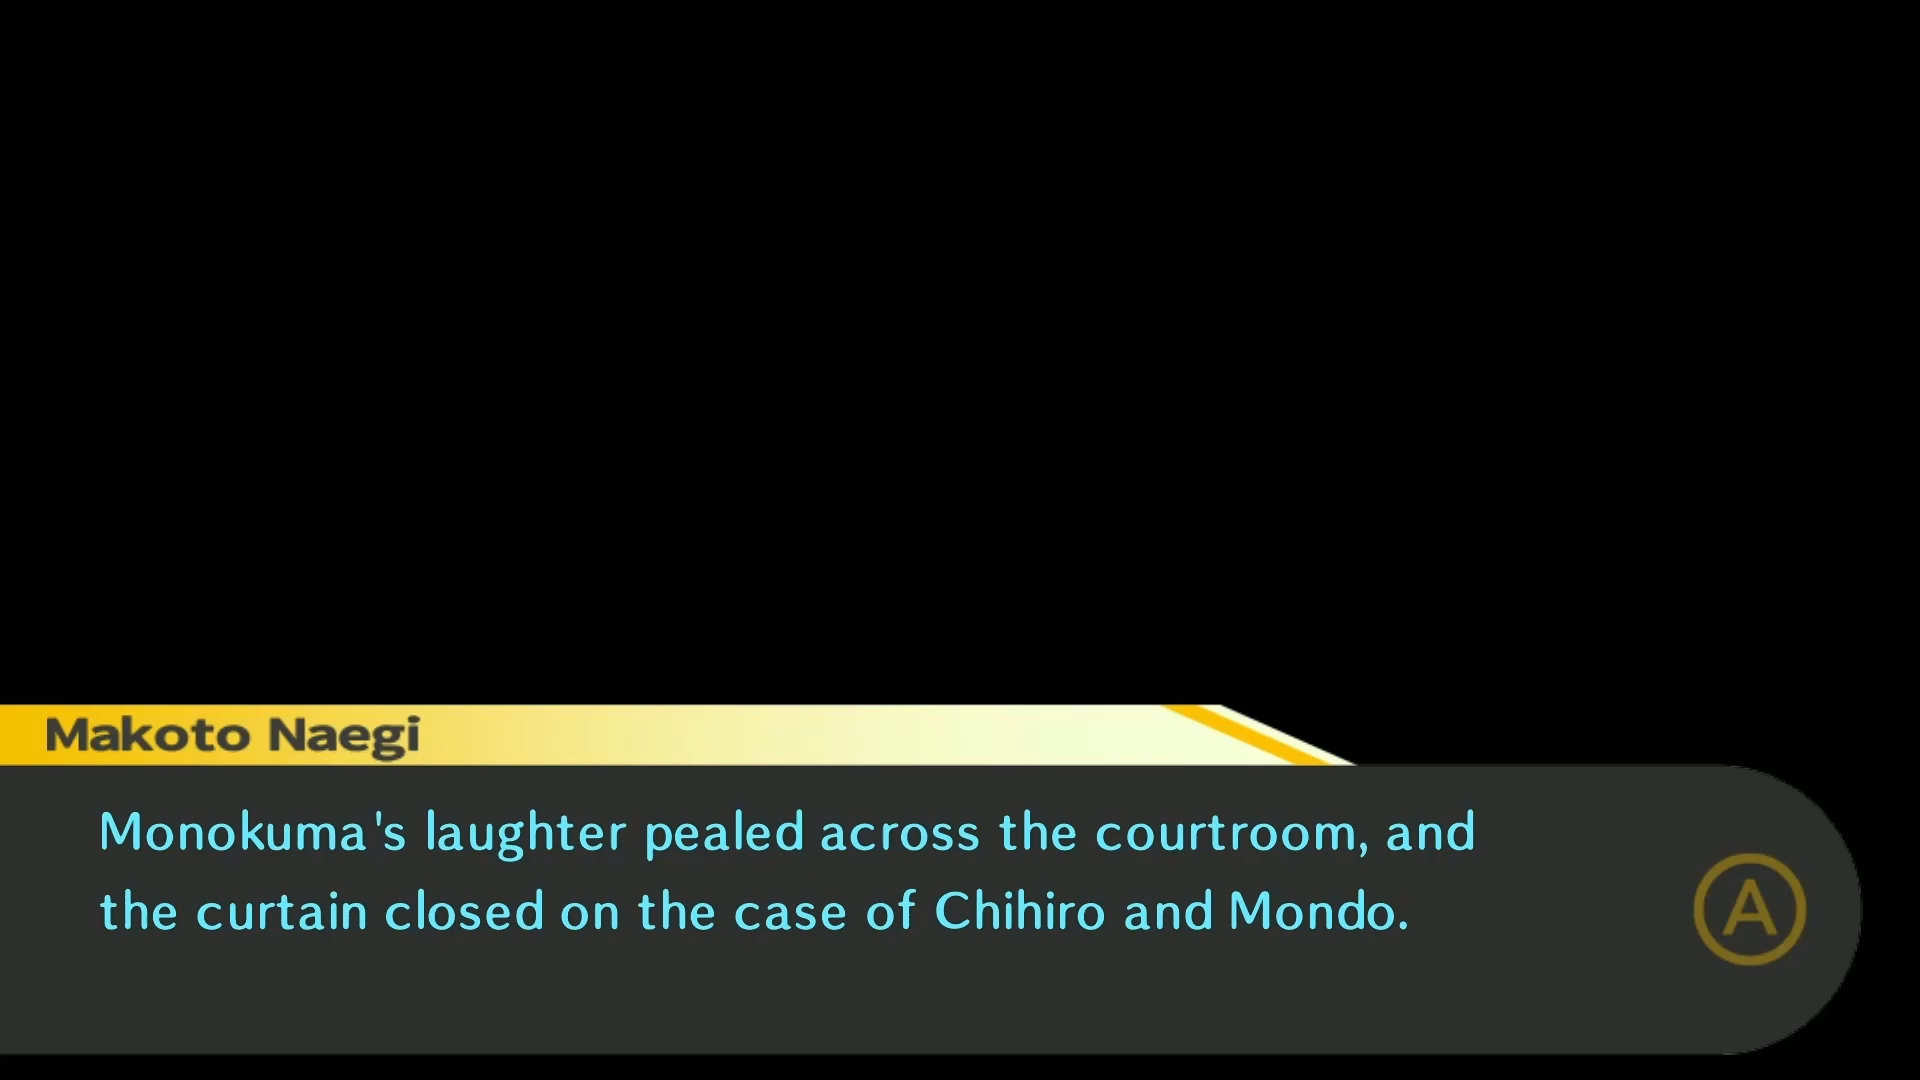 Makoto Naegi
Monokuma's laughter pealed across the courtroom, and
the curtain closed on the case of Chihiro and Mondo.
A